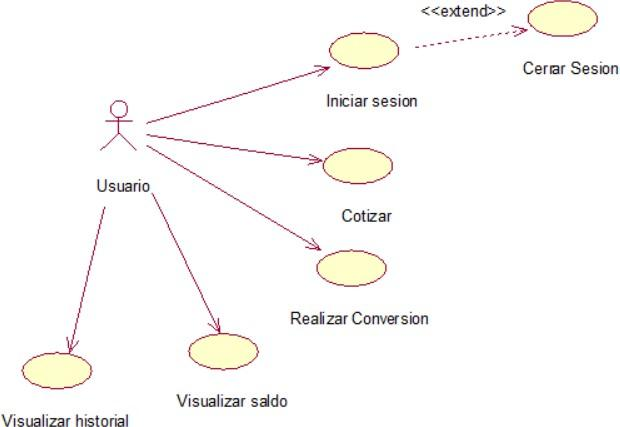 <<extend>>
Cerrar Sesion
Iniciar sesion
Usuario
Cotizar
Realizar Conversion
Visualizar saldo
Visualizar historial